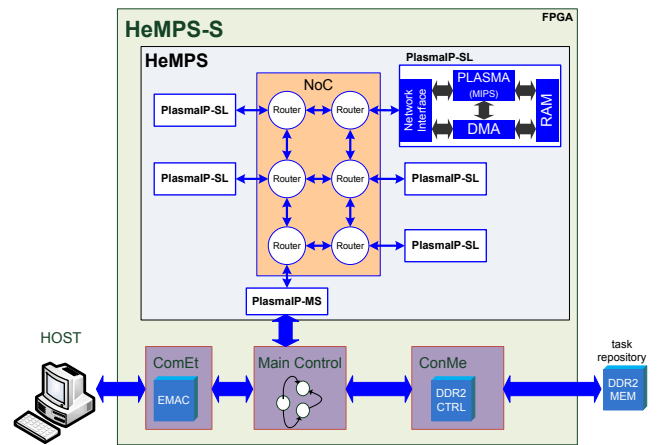 FPGA
HeMPS-S
HeMPS
PlasmaIP-SL
NoC
PLASMA
(MIPS)
Network
Interface
DMA
RAM
PlasmaIP-SL
Router
Router
PlasmaIP-SL
Router
Router
PlasmaIP-SL
Router
Router
PlasmaIP-SL
PlasmaIP-MS
HOST
ComEt
EMAC
Main Control
ConMe
DDR2
CTRL
task
repository
DDR2
MEM